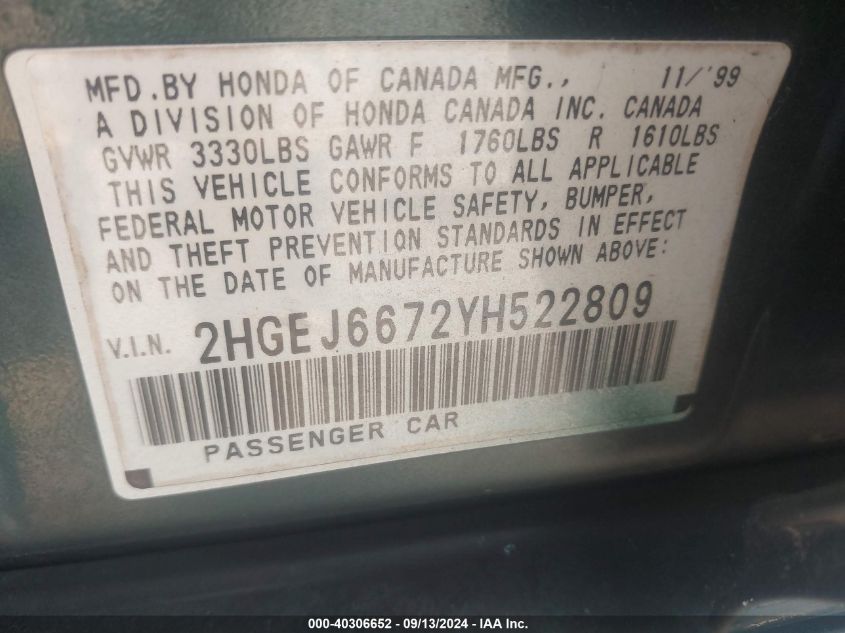 MFD.BY HONDA OF CANADA MFG., 11/'99
A DIVISION OF HONDA CANADA INC. CANADA
GVWR 3330LBS GAWR F 1760LBS R 1610LBS
THIS VEHICLE CONFORMS TO ALL APPLICABLE
FEDERAL MOTOR VEHICLE SAFETY, BUMPER,
AND THEFT PREVENTION STANDARDS IN EFFECT
ON THE DATE OF MANUFACTURE SHOWN ABOVE:
V.I.N. 2HGEJ6672YH522809
PASSENGER CAR
000-40306652 - 09/13/2024 - IAA Inc.